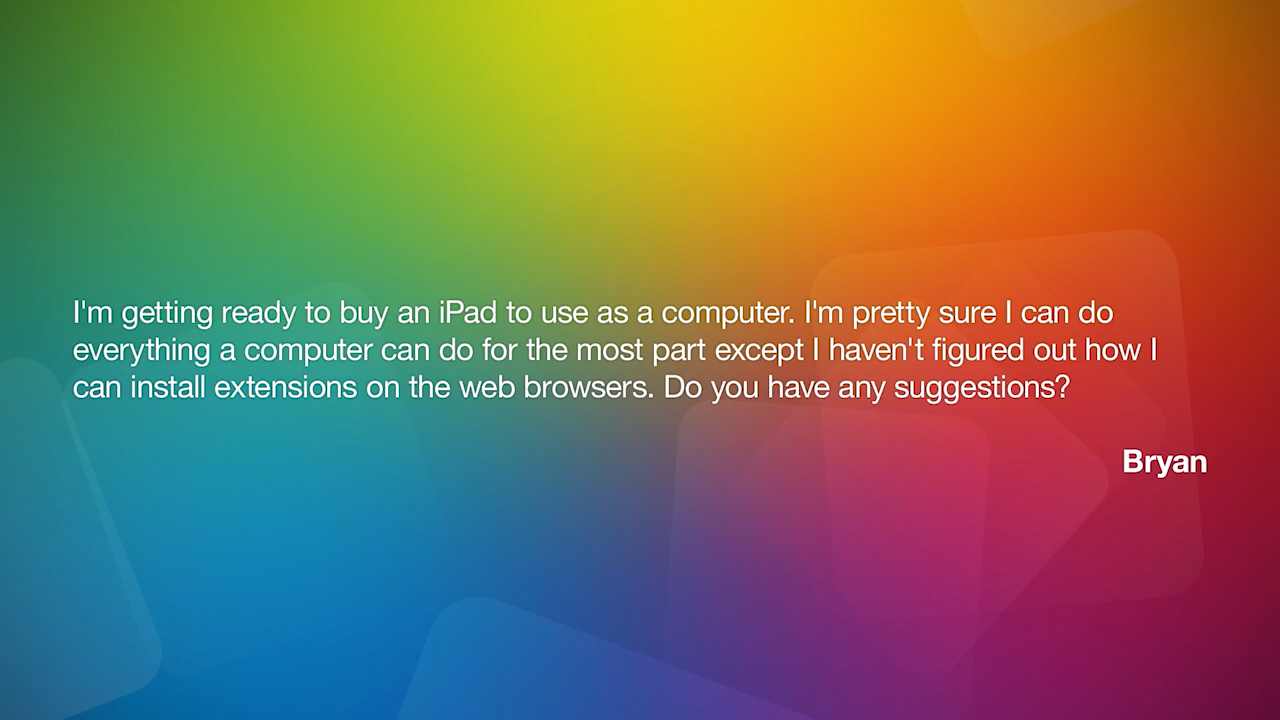 I'm getting ready to buy an iPad to use as a computer. I'm pretty sure I can do
everything a computer can do for the most part except I haven't figured out how I
can install extensions on the web browsers. Do you have any suggestions?
Bryan